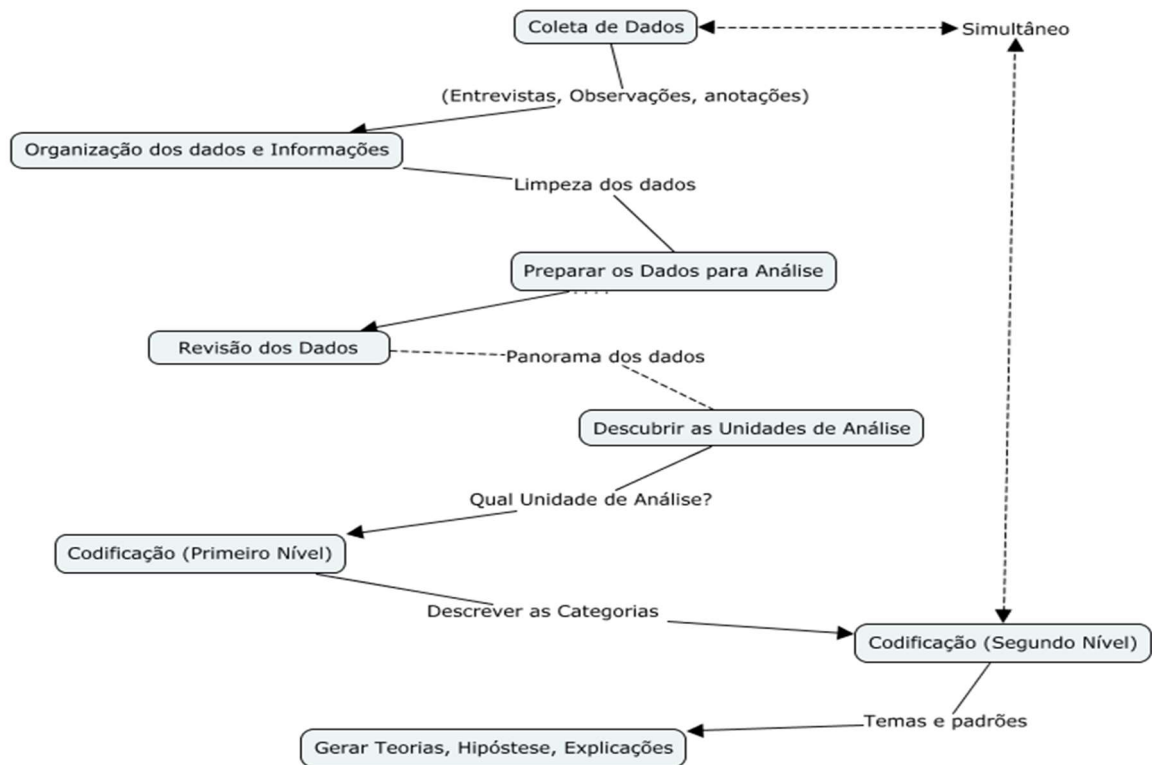 Coleta de Dados
Simultâneo
(Entrevistas, Observações, anotações)
Organização dos dados e Informações
Limpeza dos dados
Preparar os Dados para Análise
Revisão dos Dados
Panorama dos dados
Descubrir as Unidades de Análise
Qual Unidade de Análise?
Codificação (Primeiro Nível)
Descrever as Categorias
Codificação (Segundo Nível)
Temas e padrões
Gerar Teorias, Hipóstese, Explicações